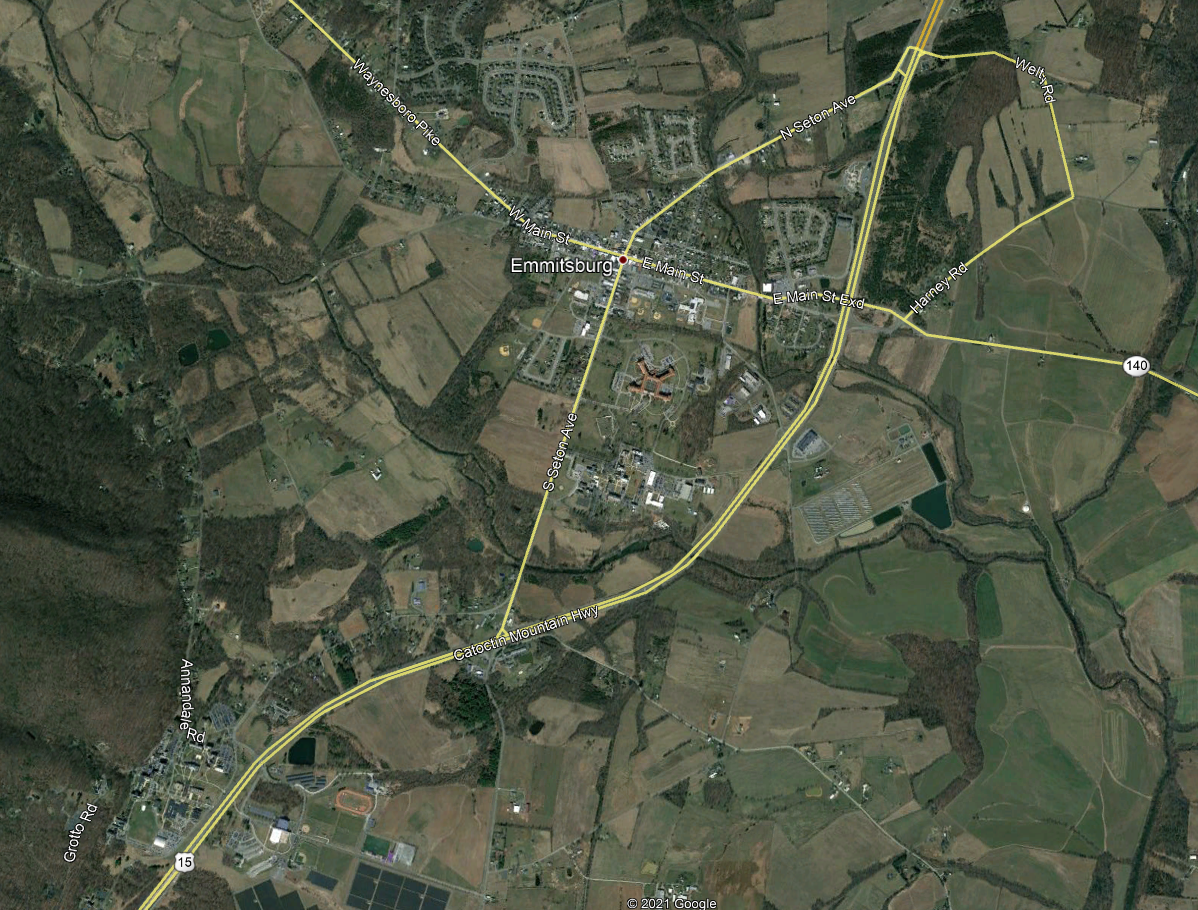 Waynesboro Pike
Welty Rd
N Seton Ave
W Main St
Emmitsburg
E Main St
E Main St Exd
Harney Rd
140
S Seton Ave
Catoctin Mountain Hwy
Annandale Rd
Grotto Rd
15
© 2021 Google